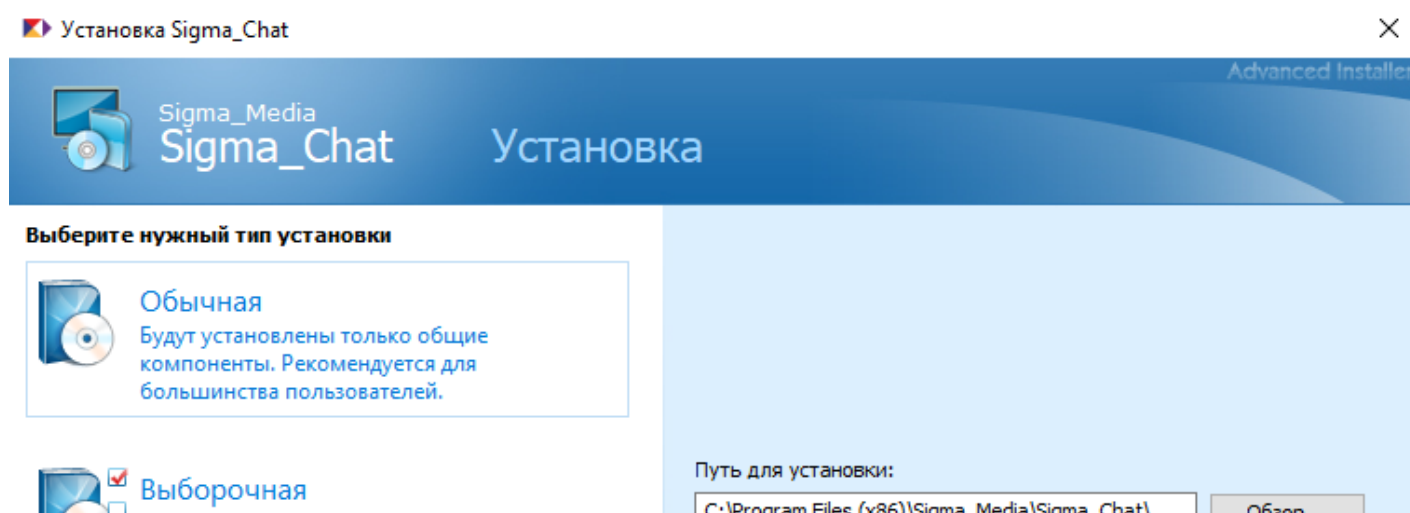 Установка Sigma_Chat
Advanced Installer
Sigma_Media
Sigma_Chat
Установка
Выберите нужный тип установки
Обычная
Будут установлены только общие
компоненты. Рекомендуется для
большинства пользователей.
Выборочная
Путь для установки:
C:\Program Files (x86)\Sigma_Media\Sigma_Chat\
Обзор...